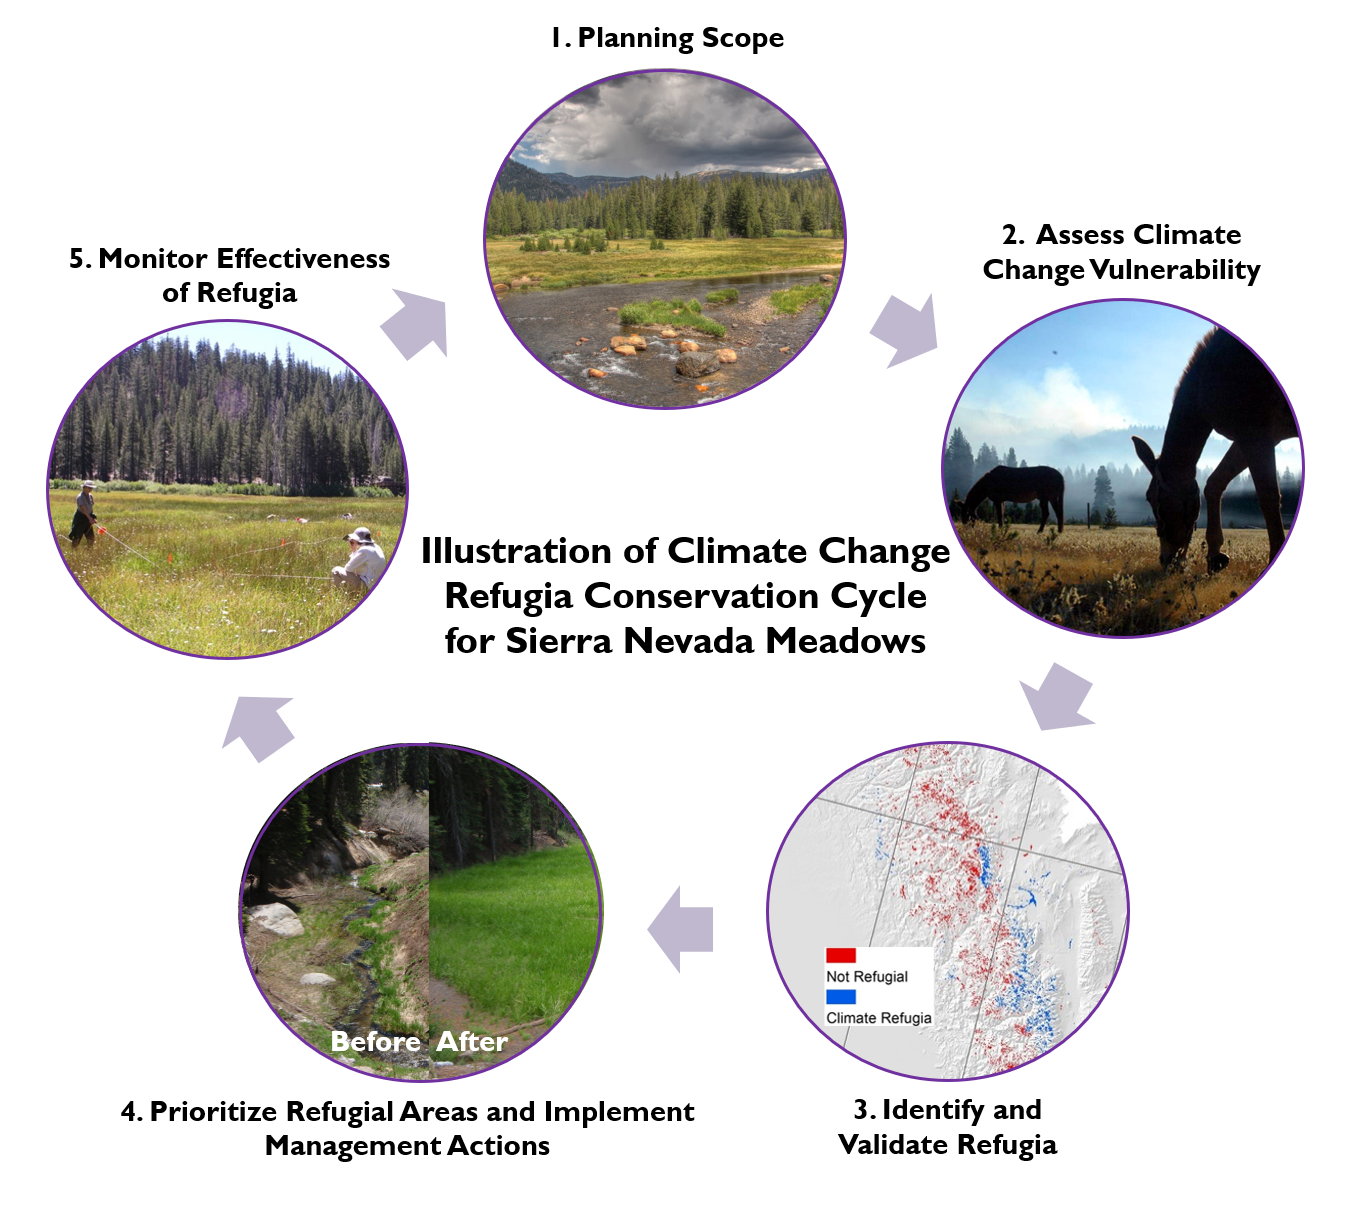 1. Planning Scope
2. Assess Climate
Change Vulnerability
5. Monitor Effectiveness
of Refugia
Illustration of Climate Change
Refugia Conservation Cycle
for Sierra Nevada Meadows
Not Refugial
Climate Refugia
Before After
4. Prioritize Refugial Areas and Implement
Management Actions
3. Identify and
Validate Refugia